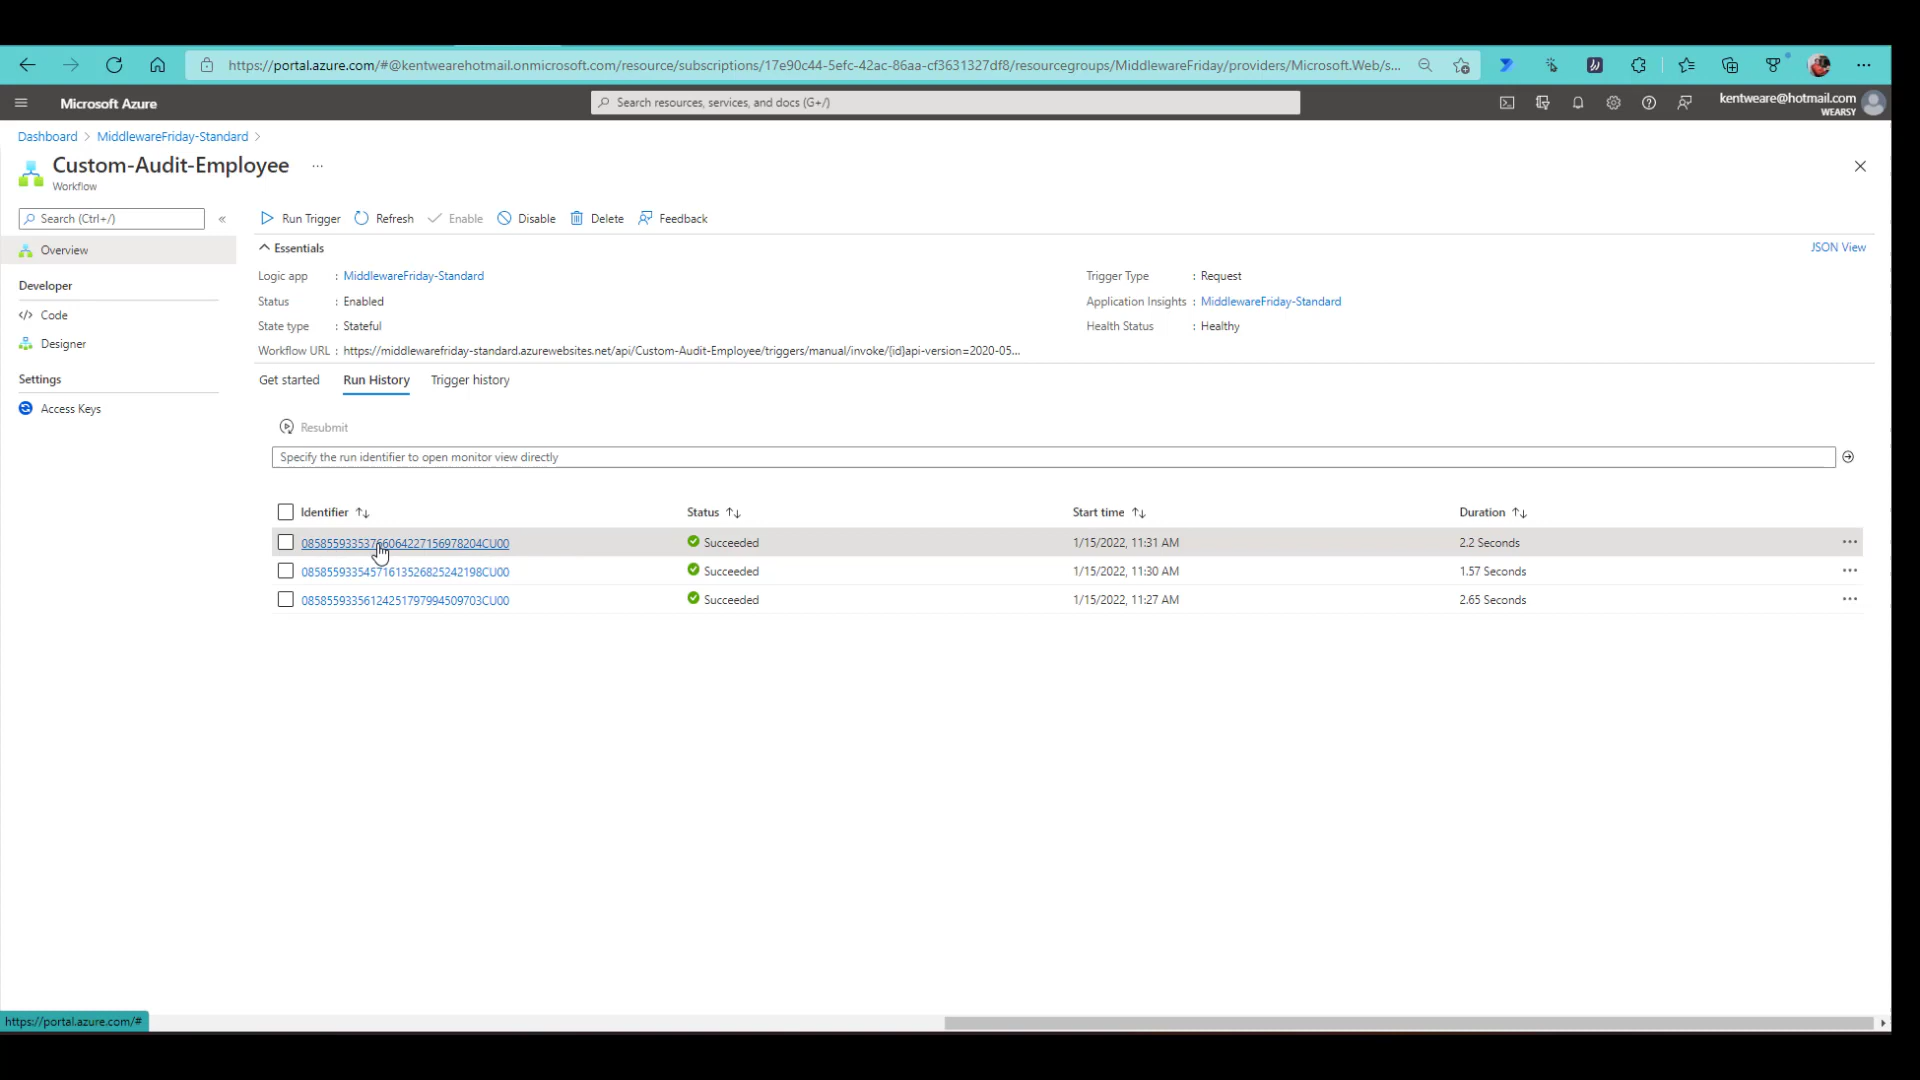 https://portal.azure.com/#@kentwearehotmail.onmicrosoft.com/resource/subscriptions/17e90c44-5efc-42ac-86aa-cf3631327df8/resourcegroups/MiddlewareFriday/providers/Microsoft.Web/s...
Microsoft Azure
Search resources, services, and docs (G+/)
kentweare@hotmail.com
WEARSY
Dashboard > MiddlewareFriday-Standard >
Custom-Audit-Employee ...
Workflow
Search (Ctrl+/) «
Run Trigger Refresh Enable Disable Delete Feedback
Overview
Developer
Code
Designer
Settings
Access Keys
Essentials JSON View
Logic app : MiddlewareFriday-Standard
Status : Enabled
State type : Stateful
Workflow URL : https://middlewarefriday-standard.azurewebsites.net/api/Custom-Audit-Employee/triggers/manual/invoke/{id}api-version=2020-05...
Trigger Type : Request
Application Insights : MiddlewareFriday-Standard
Health Status : Healthy
Get started Run History Trigger history
Resubmit
Specify the run identifier to open monitor view directly
Identifier Status Start time Duration
Succeeded 1/15/2022, 11:31 AM 2.2 Seconds ...
08585593354571613526825242198CU00 Succeeded 1/15/2022, 11:30 AM 1.57 Seconds ...
08585593356124251797994509703CU00 Succeeded 1/15/2022, 11:27 AM 2.65 Seconds ...
https://portal.azure.com/#